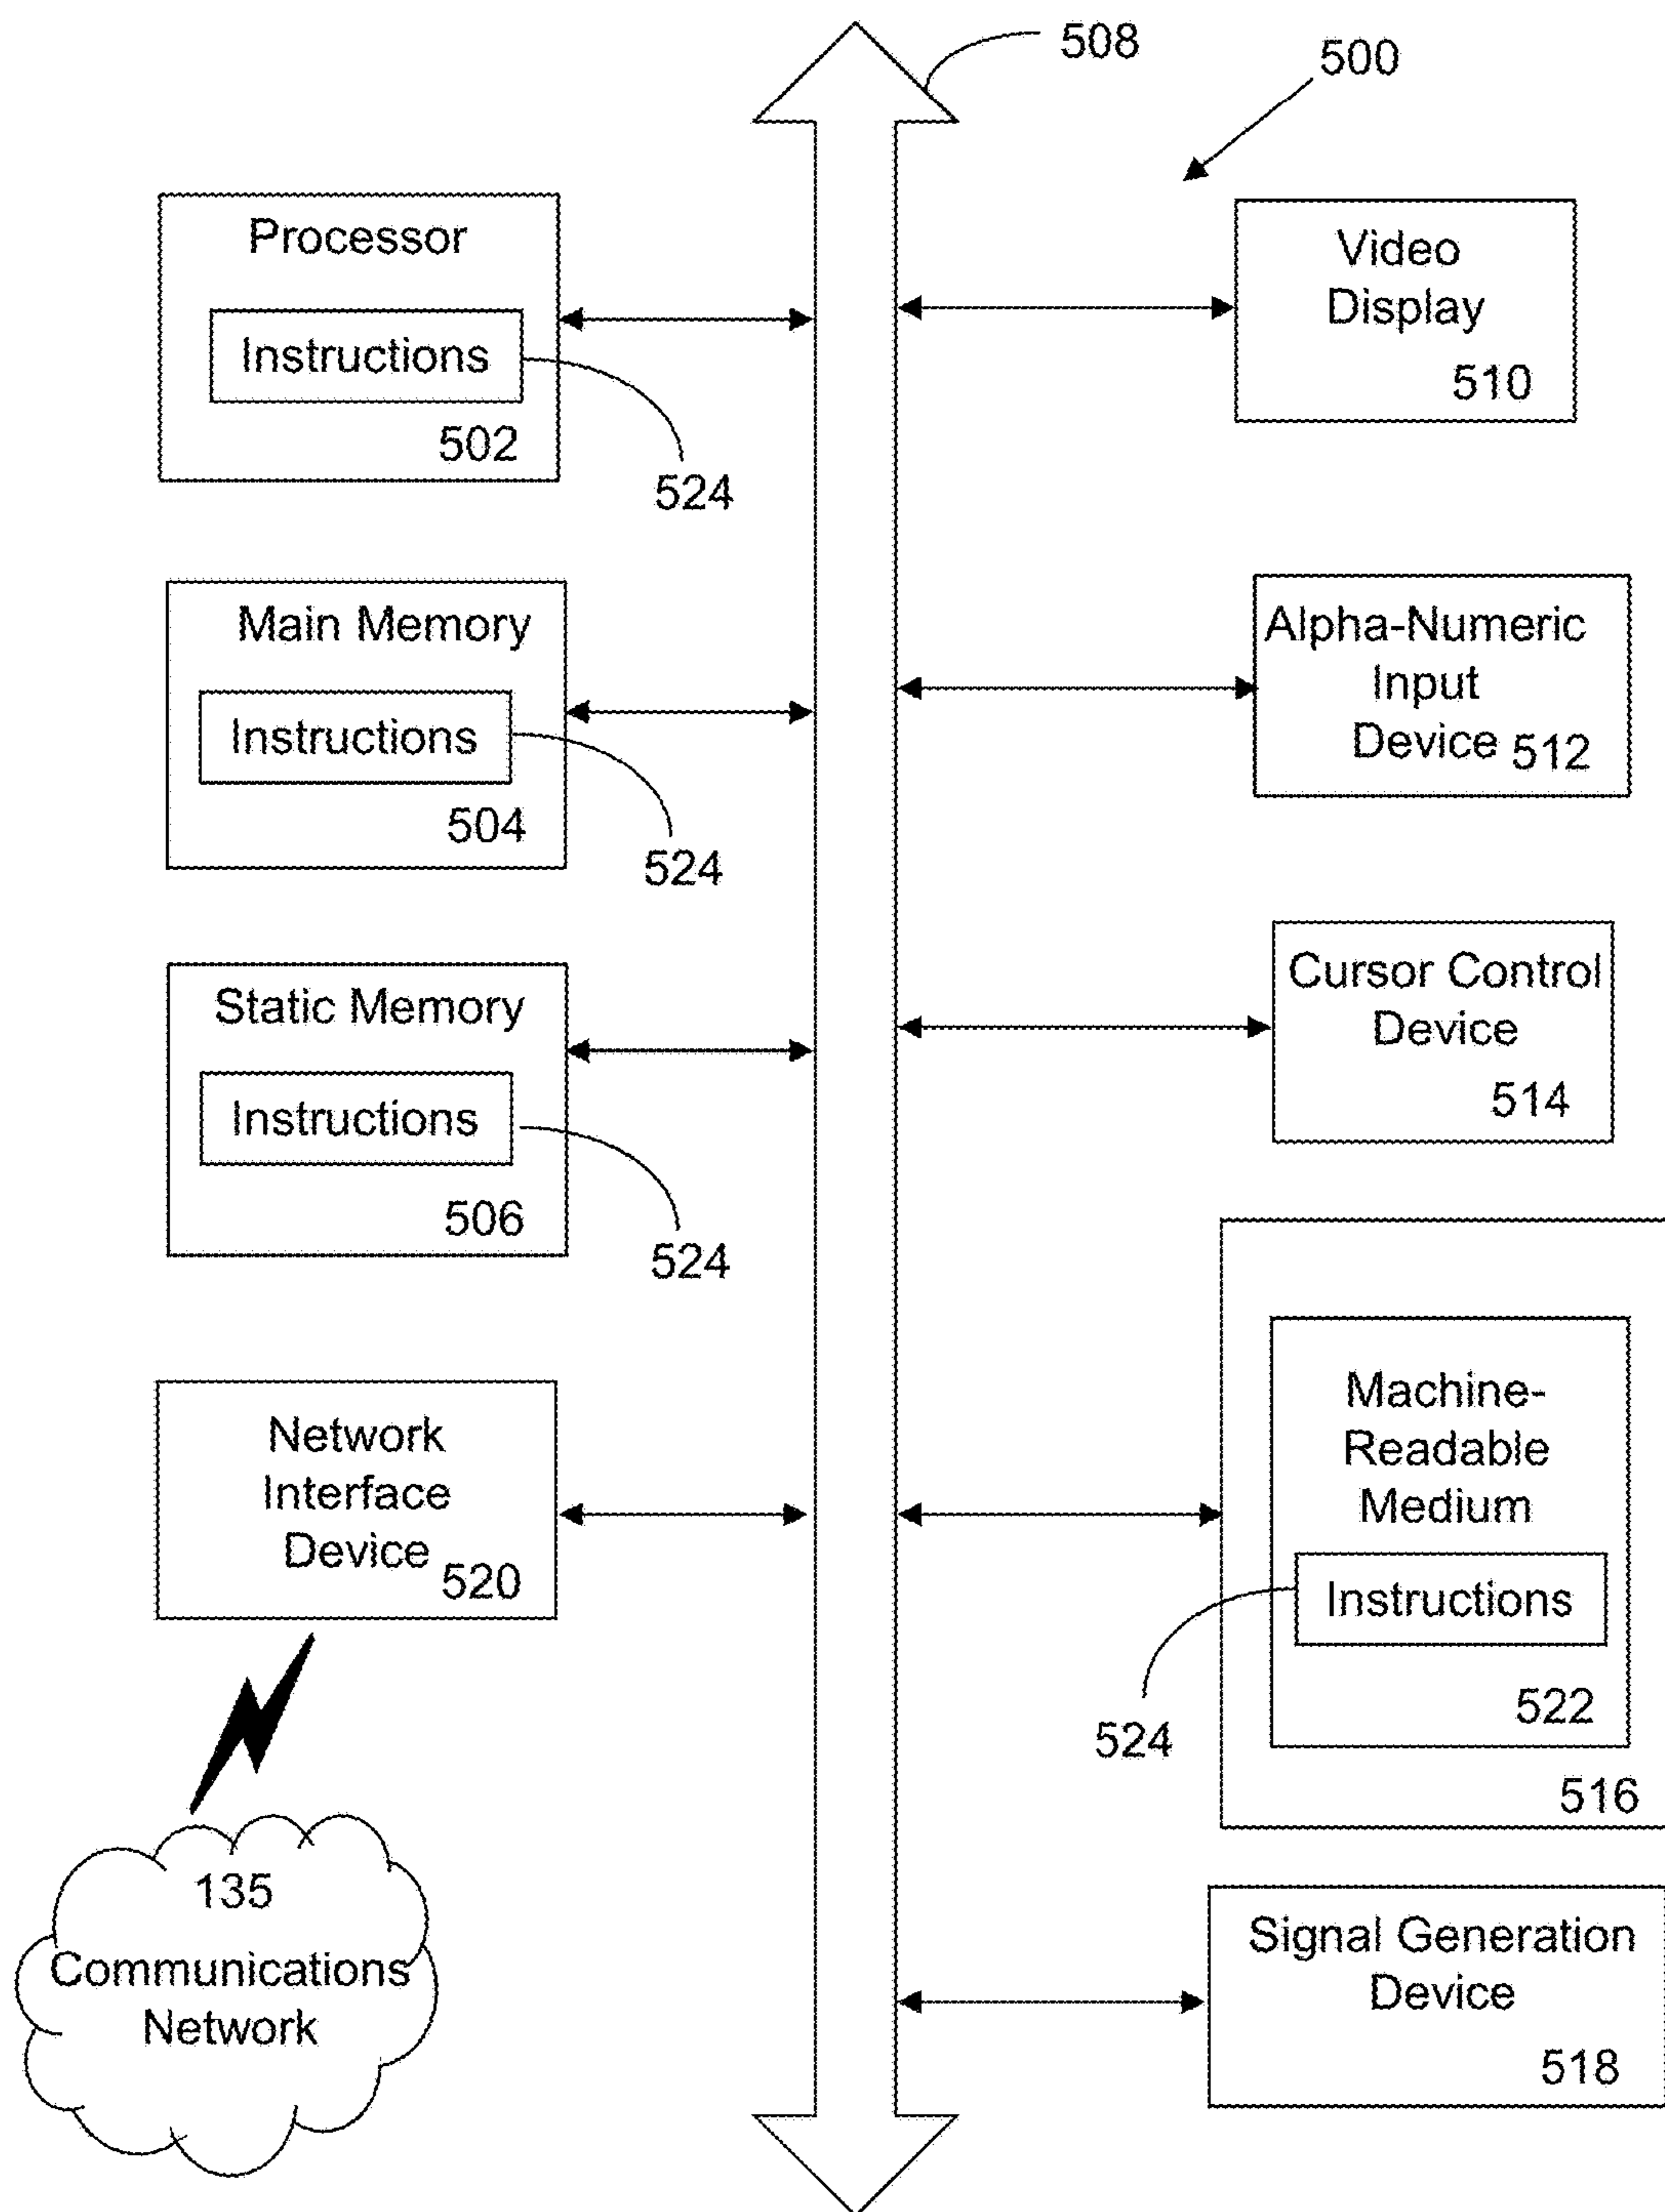 508
500
Processor
Instructions
502
524
Video
Display
510
Main Memory
Instructions
504
524
Alpha-Numeric
Input
Device 512
Static Memory
Instructions
506
524
Cursor Control
Device
514
Network
Interface
Device
520
Machine-
Readable
Medium
Instructions
522
524
516
135
Communications
Network
Signal Generation
Device
518